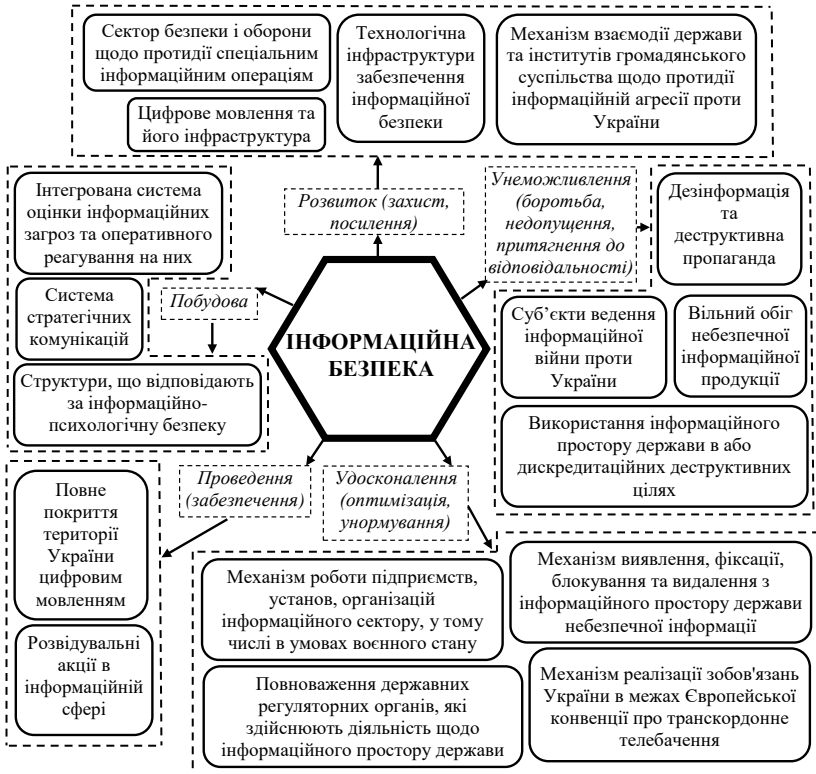 Сектор безпеки і оборони
щодо протидії спеціальним
інформаційним операціям
Цифрове мовлення та
його інфраструктура
Технологічна
інфраструктури
забезпечення
інформаційної
безпеки
Механізм взаємодії держави
та інститутів громадянського
суспільства щодо протидії
інформаційній агресії проти
України
Інтегрована система
оцінки інформаційних
загроз та оперативного
реагування на них
Система
стратегічних
комунікацій
Структури, що відповідають
за інформаційно-
психологічну безпеку
Побудова
Розвиток (захист,
посилення)
Унеможливлення
(боротьба,
недопущення,
притягнення до
відповідальності)
Дезінформація
та
деструктивна
пропаганда
ІНФОРМАЦІЙНА
БЕЗПЕКА
Суб’єкти ведення
інформаційної
війни проти
України
Вільний обіг
небезпечної
інформаційної
продукції
Використання інформаційного
простору держави в або
дискредитаційних деструктивних
цілях
Проведення
(забезпечення)
Удосконалення
(оптимізація,
унормування)
Повне
покриття
території
України
цифровим
мовленням
Розвідувальні
акції в
інформаційній
сфері
Механізм роботи підприємств,
установ, організацій
інформаційного сектору, у тому
числі в умовах воєнного стану
Повноваження державних
регуляторних органів, які
здійснюють діяльність щодо
інформаційного простору держави
Механізм виявлення, фіксації,
блокування та видалення з
інформаційного простору держави
небезпечної інформації
Механізм реалізації зобов'язань
України в межах Європейської
конвенції про транскордонне
телебачення